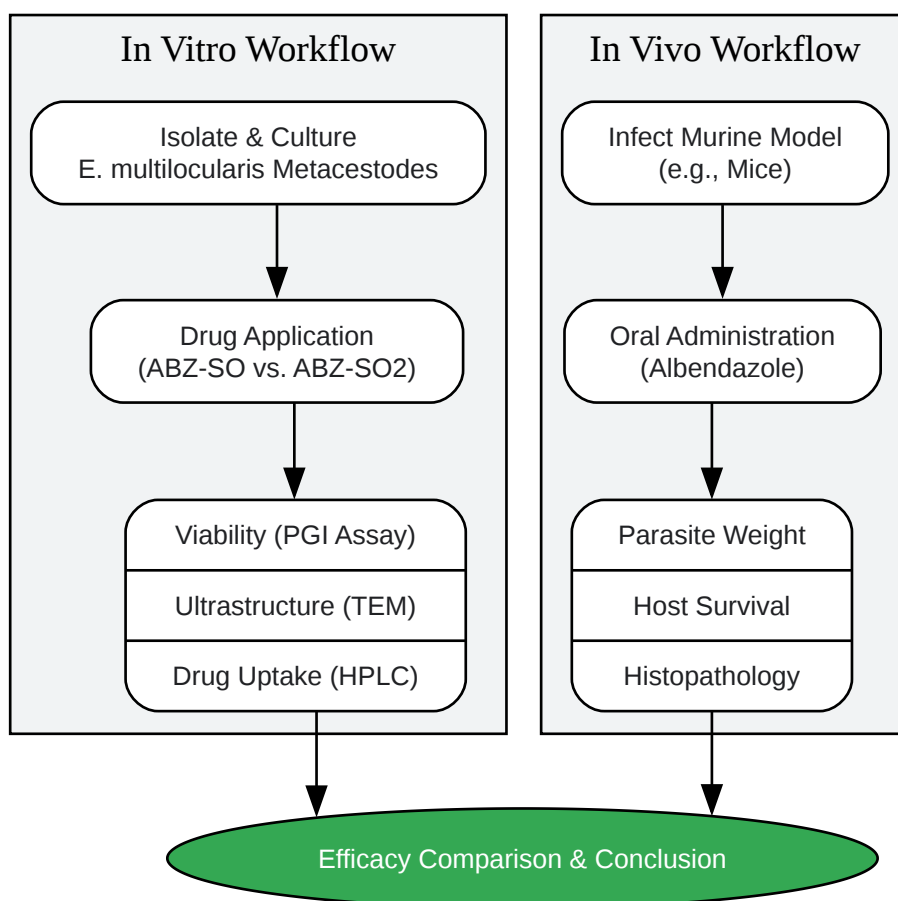 In Vitro Workflow
Isolate & Culture
E. multilocularis Metacestodes
Drug Application
(ABZ-SO vs. ABZ-SO2)
Viability (PGI Assay)
Ultrastructure (TEM)
Drug Uptake (HPLC)
In Vivo Workflow
Infect Murine Model
(e.g., Mice)
Oral Administration
(Albendazole)
Parasite Weight
Host Survival
Histopathology
Efficacy Comparison & Conclusion